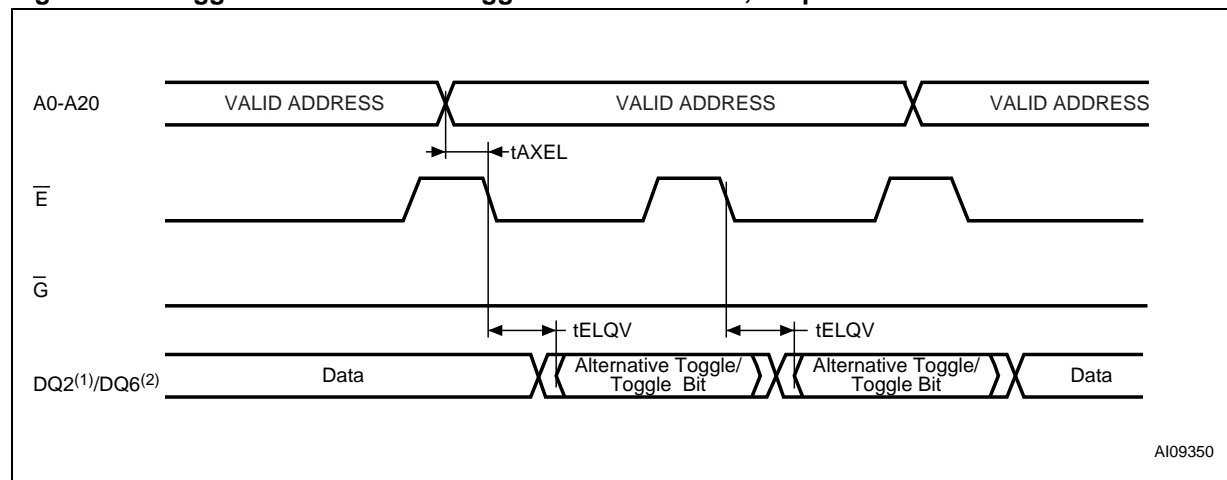 A0-A20
VALID ADDRESS
VALID ADDRESS
VALID ADDRESS
tAXEL
E
G
tELQV
tELQV
DQ2(1)/DQ6(2)
Data
Alternative Toggle/
Toggle Bit
Alternative Toggle/
Toggle Bit
Data
AI09350